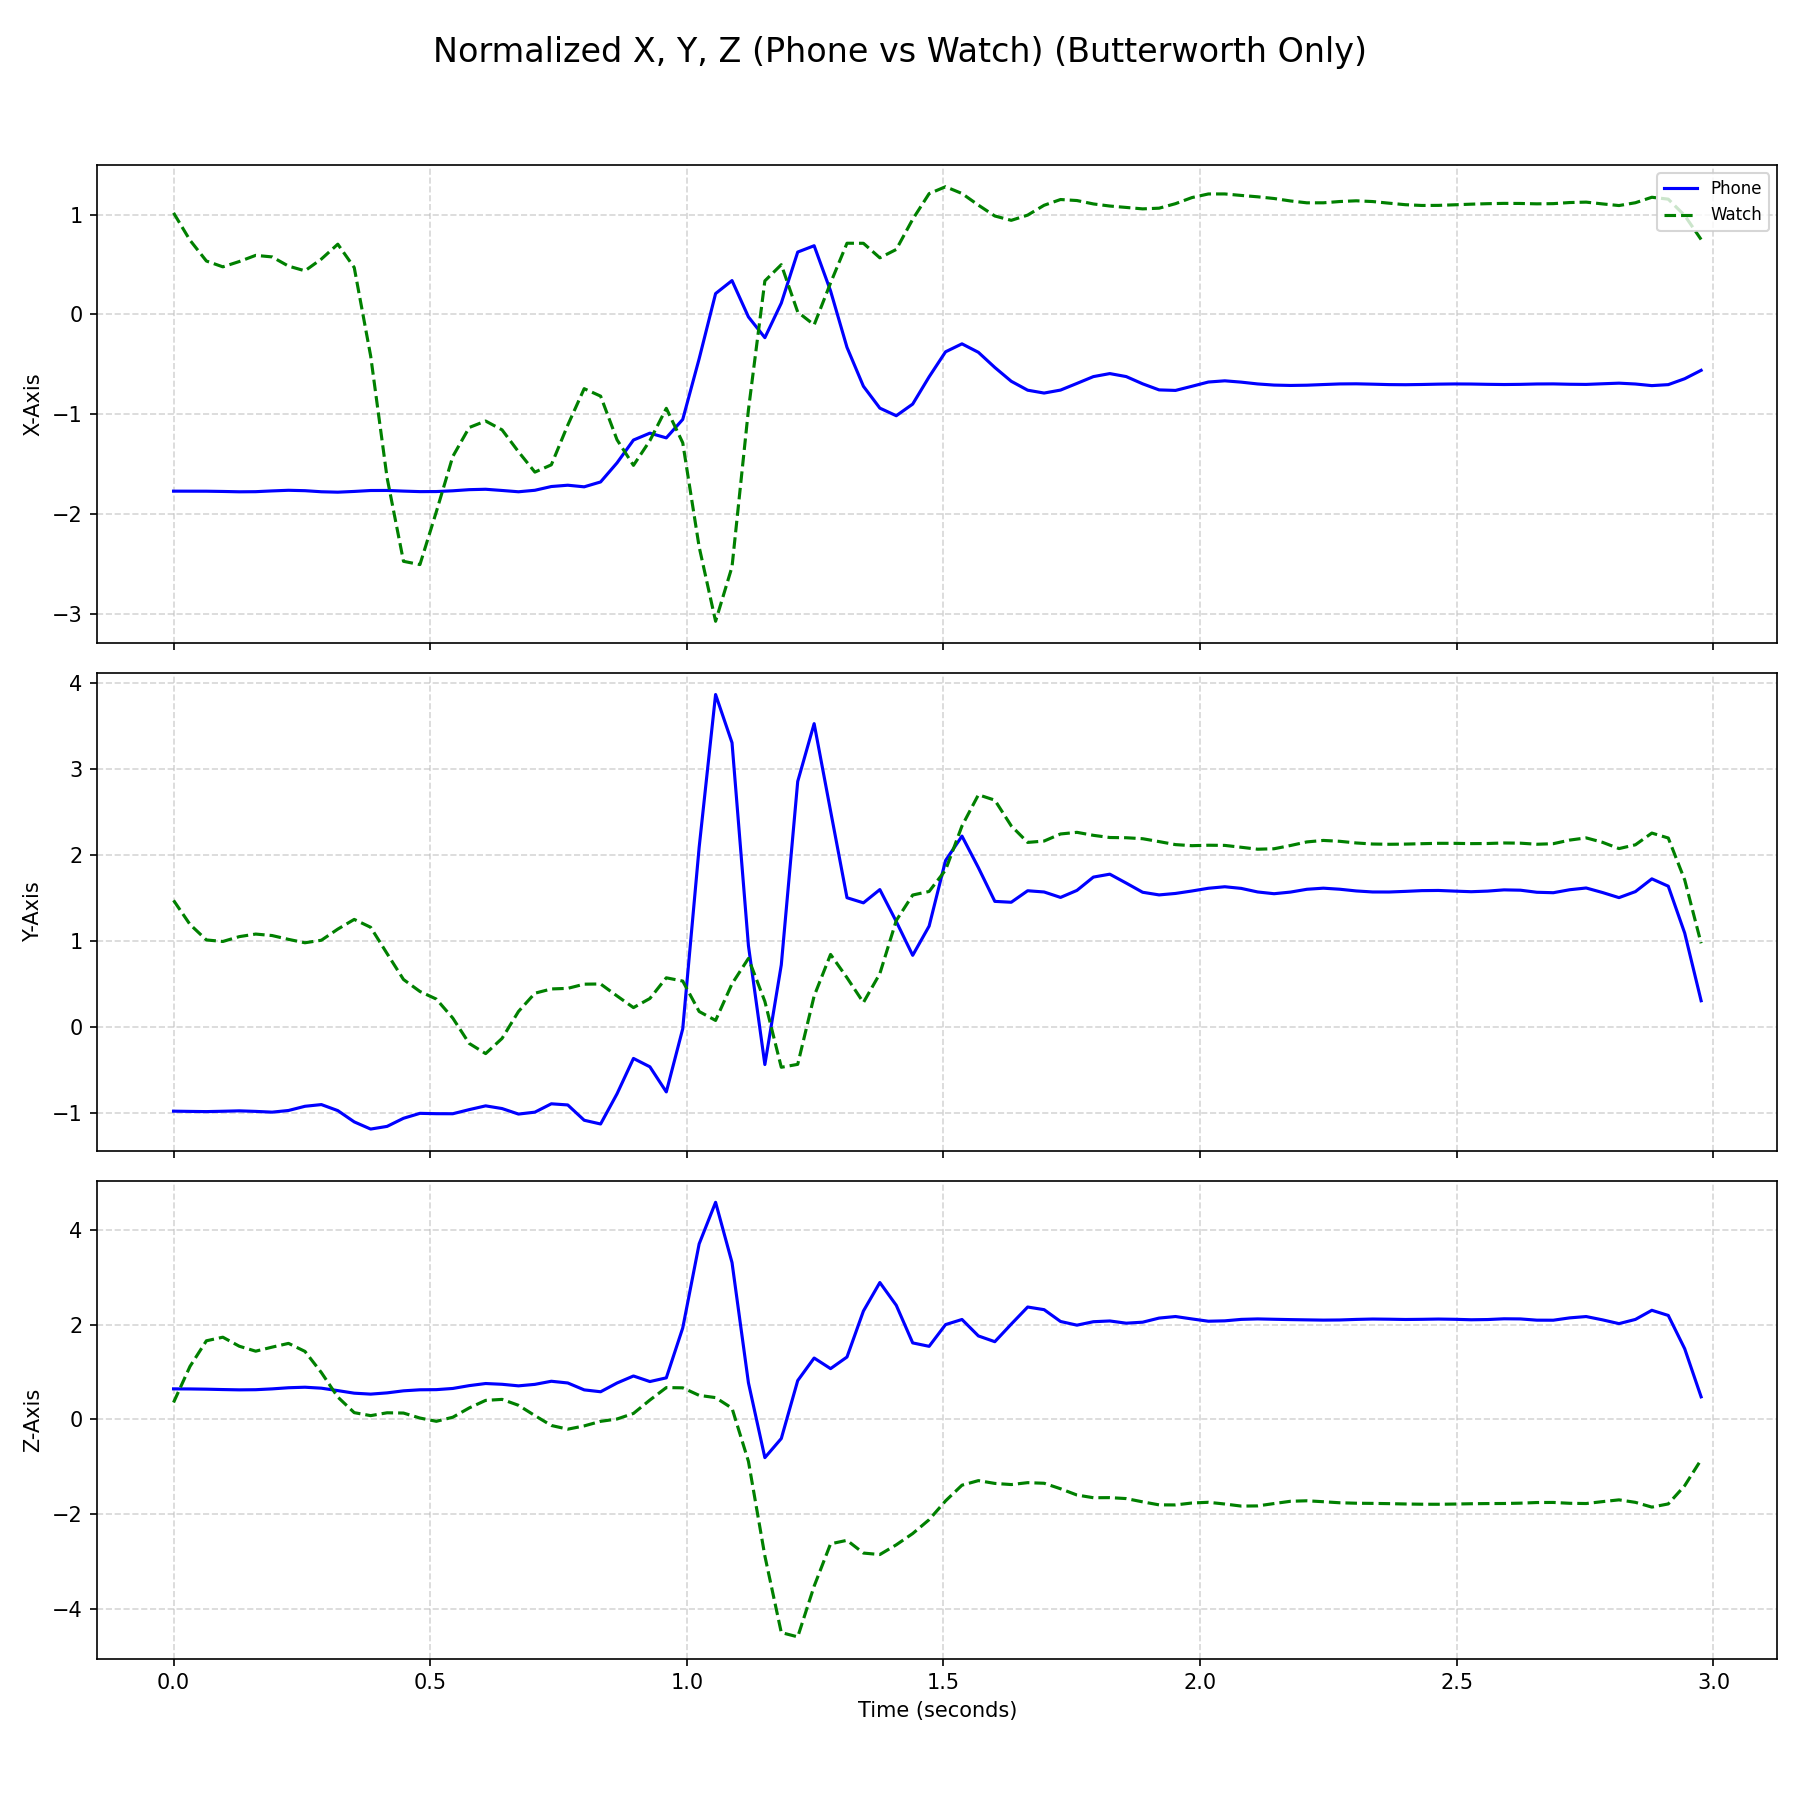 Normalized X, Y, Z (Phone vs Watch) (Butterworth Only)
Phone
Watch
1
0
−1
−2
−3
X-Axis
4
3
2
1
0
−1
Y-Axis
4
2
0
−2
−4
Z-Axis
0.0 0.5 1.0 1.5 2.0 2.5 3.0
Time (seconds)